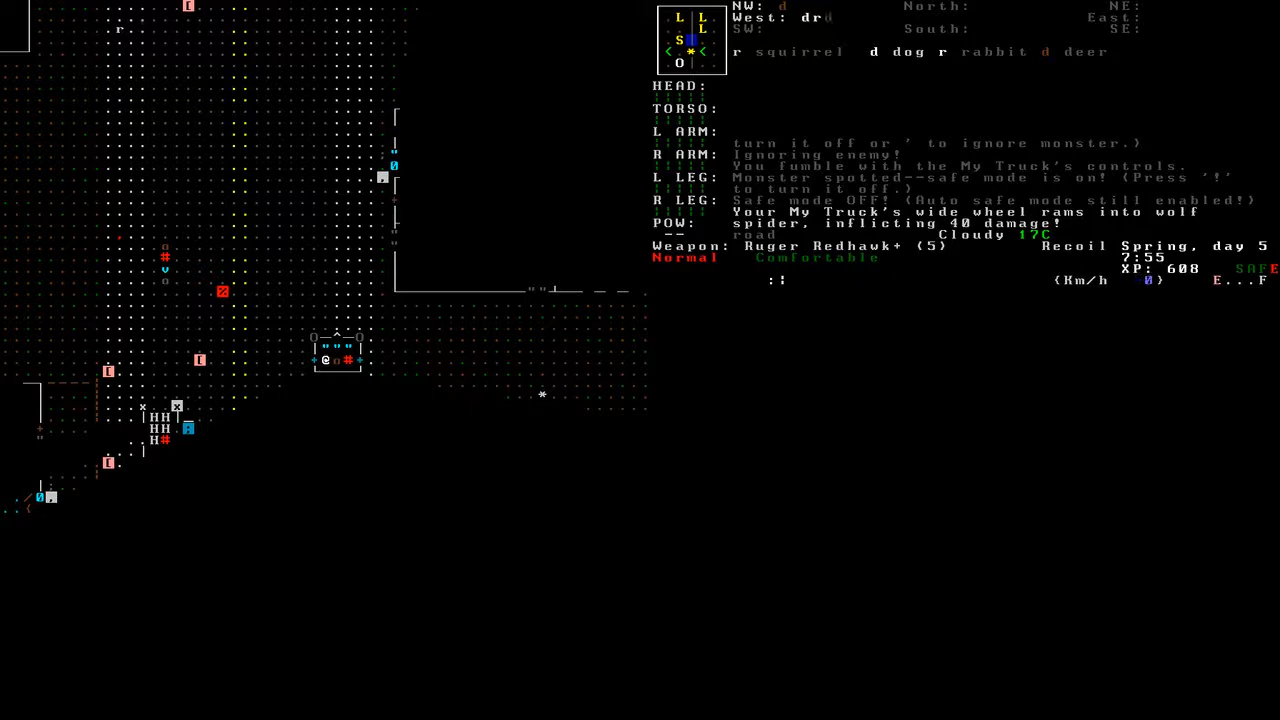 NW: d North: NE:
West: drd East:
SW: South: SE:
r squirrel d dog r rabbit d deer
HEAD:
TORSO:
L ARM:
turn it off or ' to ignore monster.)
R ARM: Ignoring enemy!
You fumble with the My Truck's controls.
L LEG: Monster spotted--safe mode is on! (Press '!'
to turn it off.)
R LEG: Safe mode OFF! (Auto safe mode still enabled!)
Your My Truck's wide wheel rams into wolf
POW: spider, inflicting 40 damage!
-- road Cloudy 17C
Weapon: Ruger Redhawk+ (5) Recoil Spring, day 5
Normal Comfortable 7:55
XP: 608 SAFE
:| {Km/h 0} E...F